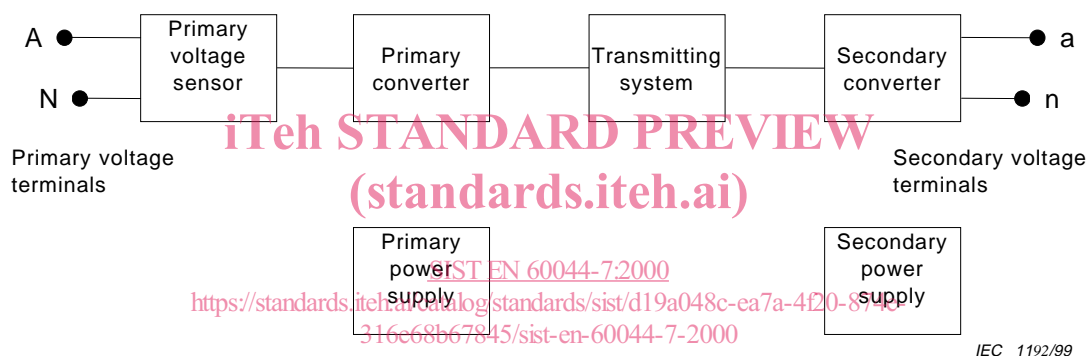 A
N
Primary
voltage
sensor
Primary
converter
Transmitting
system
Secondary
converter
a
n
iTeh STANDARD PREVIEW
Primary voltage
terminals
Secondary voltage
terminals
(standards.iteh.ai)
Primary
power
supply
Secondary
power
supply
SIST EN 60044-7:2000
https://standards.iteh.ai/catalog/standards/sist/d19a048c-ea7a-4f20-874e-
316c68b67845/sist-en-60044-7-2000
IEC 1192/99